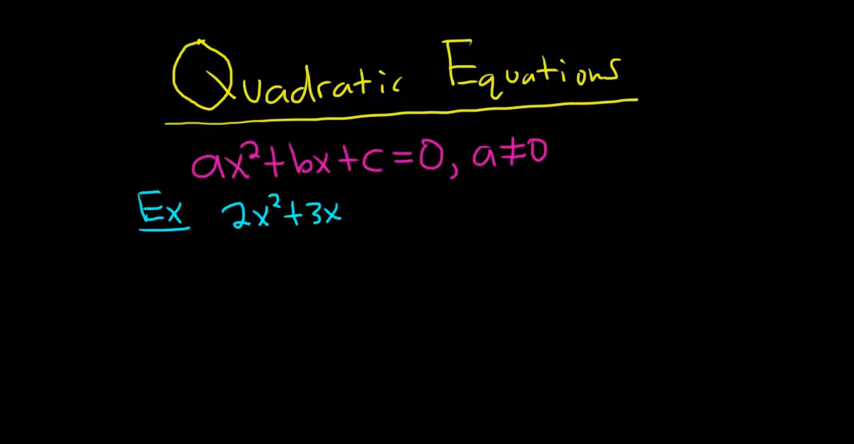 Quadratic Equations
ax²+bx+c=0, a≠0
Ex 2x²+3x